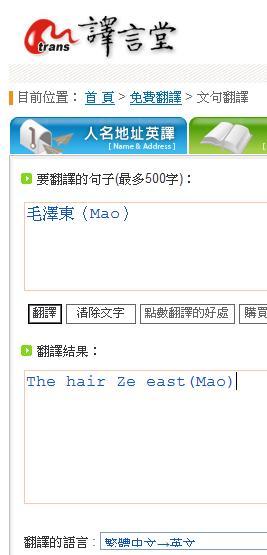 trans 譯言堂
目前位置： 首 頁 > 免費翻譯 > 文句翻譯
人名地址英譯
[ Name & Address ]
[
要翻譯的句子(最多500字)：
毛澤東（Mao）
翻譯 清除文字 點數翻譯的好處 購買
翻譯結果：
The hair Ze east(Mao)
翻譯的語言： 繁體中文→英文